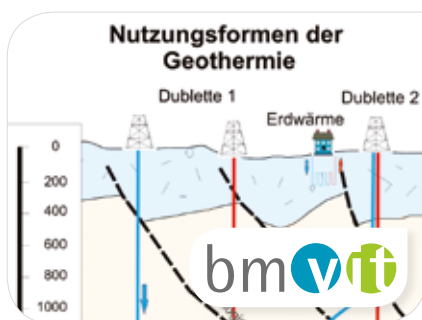 Nutzungsformen der
Geothermie
Dublette 1
Dublette 2
Erdwärme
0
200
400
600
800
1000
bmvit